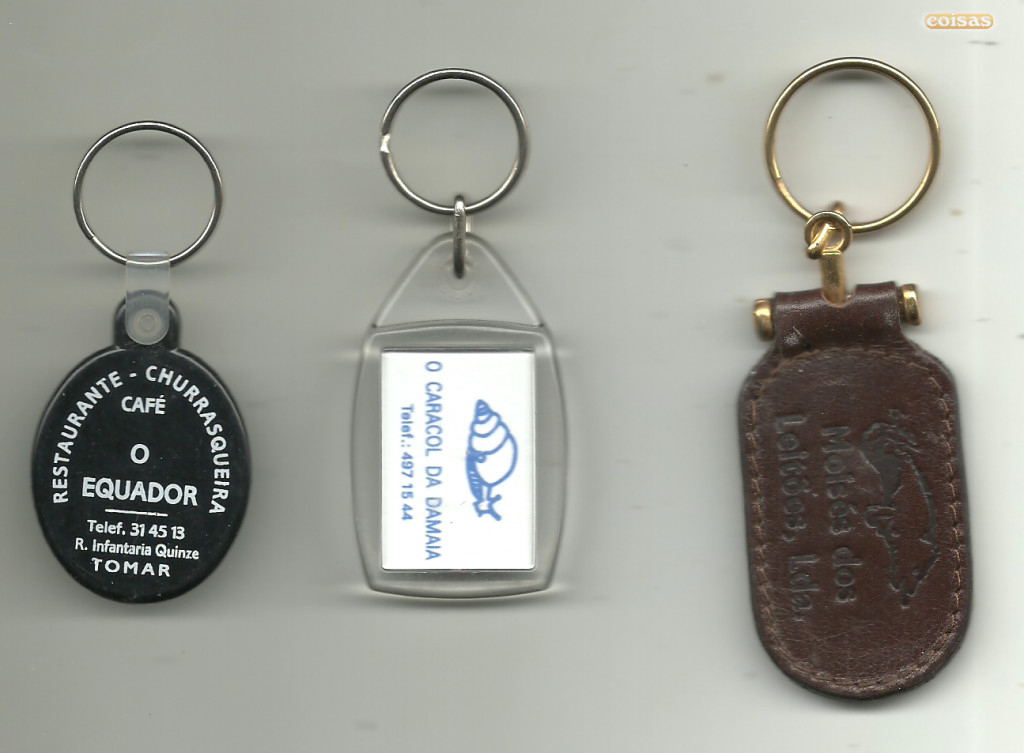 coisas
RESTAURANTE - CHURRASQUEIRA
CAFÉ
O
EQUADOR
Telef. 31 45 13
R. Infantaria Quinze
TOMAR
O CARACOL DA DAMAIA
Telef.: 497 15 44
Moisés dos
Leitões, Lda.